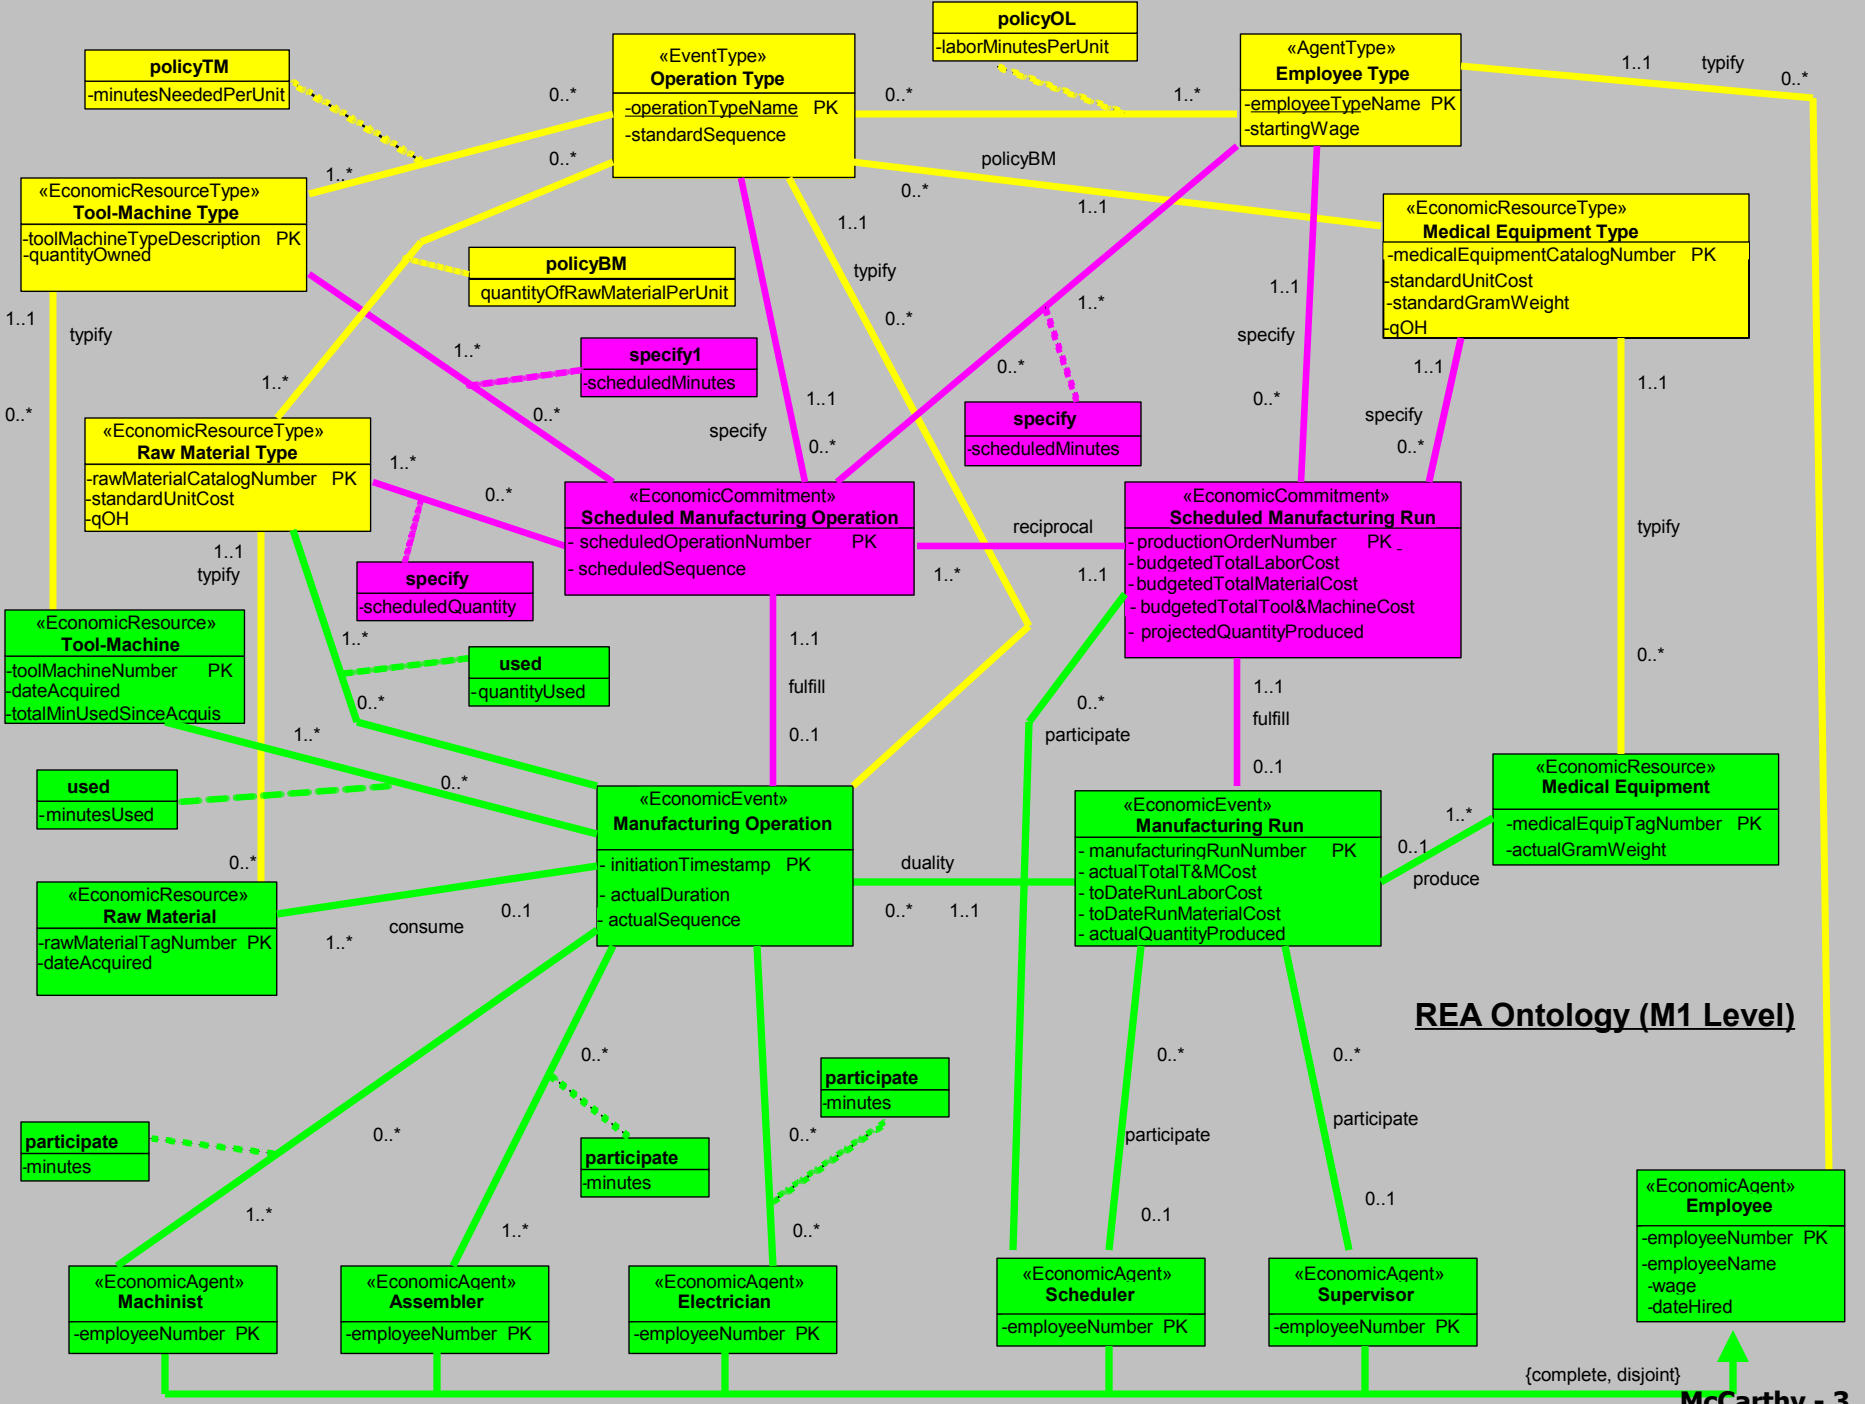 policyOL
-laborMinutesPerUnit
«EventType»
Operation Type
-operationTypeName PK
-standardSequence
«AgentType»
Employee Type
-employeeTypeName PK
-startingWage
1..1
typify
0..*
policyTM
-minutesNeededPerUnit
0..*
0..*
1..*
0..*
1..*
policyBM
0..*
1..1
1..1
«EconomicResourceType»
Tool-Machine Type
-toolMachineTypeDescription PK
-quantityOwned
«EconomicResourceType»
Medical Equipment Type
-medicalEquipmentCatalogNumber PK
-standardUnitCost
-standardGramWeight
-qOH
policyBM
quantityOfRawMaterialPerUnit
typify
0..*
1..*
1..1
specify
1..1
typify
0..*
1..*
specify1
-scheduledMinutes
1..*
0..*
0..*
1..1
specify
0..*
specify
-scheduledMinutes
0..*
1..1
specify
0..*
1..1
«EconomicResourceType»
Raw Material Type
-rawMaterialCatalogNumber PK
-standardUnitCost
-qOH
1..*
0..*
«EconomicCommitment»
Scheduled Manufacturing Operation
- scheduledOperationNumber PK
- scheduledSequence
reciprocal
1..*
1..1
«EconomicCommitment»
Scheduled Manufacturing Run
- productionOrderNumber PK
-budgetedTotalLaborCost
-budgetedTotalMaterialCost
- budgetedTotalTool&MachineCost
- projectedQuantityProduced
typify
0..*
1..1
typify
specify
-scheduledQuantity
«EconomicResource»
Tool-Machine
-toolMachineNumber PK
-dateAcquired
-totalMinUsedSinceAcquis
1..*
used
-quantityUsed
0..*
1..1
fulfill
0..1
0..*
participate
1..1
fulfill
0..1
1..*
used
-minutesUsed
0..*
0..*
«EconomicResource»
Medical Equipment
-medicalEquipTagNumber PK
-actualGramWeight
«EconomicEvent»
Manufacturing Operation
- initiationTimestamp PK
- actualDuration
- actualSequence
duality
0..*
1..1
«EconomicEvent»
Manufacturing Run
- manufacturingRunNumber PK
- actualTotalT&MCost
- toDateRunLaborCost
- toDateRunMaterialCost
- actualQuantityProduced
1..*
0..1
produce
«EconomicResource»
Raw Material
-rawMaterialTagNumber PK
-dateAcquired
0..1
consume
1..*
REA Ontology (M1 Level)
0..*
0..*
0..*
participate
-minutes
participate
-minutes
0..*
0..*
participate
-minutes
participate
participate
1..*
1..*
0..*
0..1
0..1
«EconomicAgent»
Employee
-employeeNumber PK
-employeeName
-wage
-dateHired
«EconomicAgent»
Machinist
-employeeNumber PK
«EconomicAgent»
Assembler
-employeeNumber PK
«EconomicAgent»
Electrician
-employeeNumber PK
«EconomicAgent»
Scheduler
-employeeNumber PK
«EconomicAgent»
Supervisor
-employeeNumber PK
{complete, disjoint}
McCarthy - 3